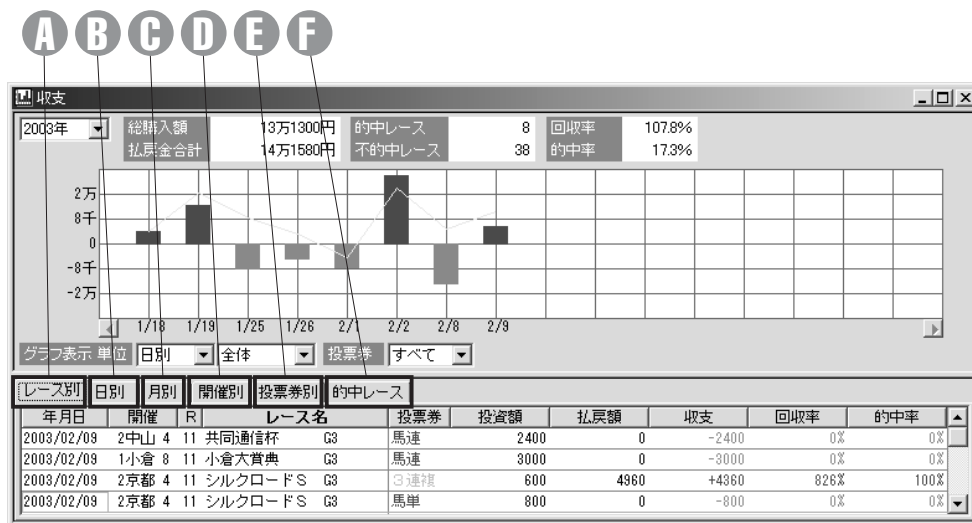 A B C D E F
収支
2003年 総購入額 13万1300円 的中レース 8 回収率 107.8%
払戻金合計 14万1580円 不的中レース 38 的中率 17.3%
2万
8千
0
-8千
-2万
1/18 1/19 1/25 1/26 2/1 2/2 2/8 2/9
グラフ表示 単位 日別 全体 投票券 すべて
レース別 日別 月別 開催別 投票券別 的中レース
年月日 開催 R レース名 投票券 投資額 払戻額 収支 回収率 的中率
2003/02/09 2中山 4 11 共同通信杯 G3 馬連 2400 0 -2400 0% 0%
2003/02/09 1小倉 8 11 小倉大賞典 G3 馬連 3000 0 -3000 0% 0%
2003/02/09 2京都 4 11 シルクロードS G3 3連複 600 4960 +4360 826% 100%
2003/02/09 2京都 4 11 シルクロードS G3 馬単 800 0 -800 0% 0%